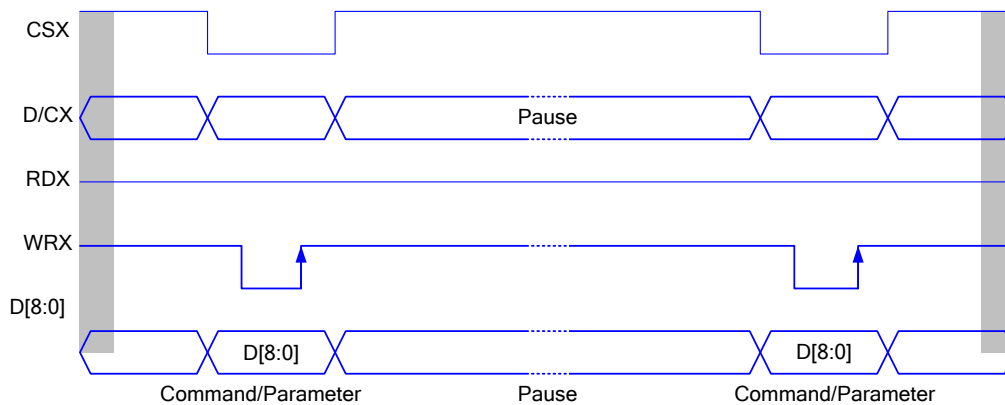 CSX
D/CX
Pause
RDX
WRX
D[8:0]
D[8:0]
D[8:0]
Command/Parameter
Pause
Command/Parameter